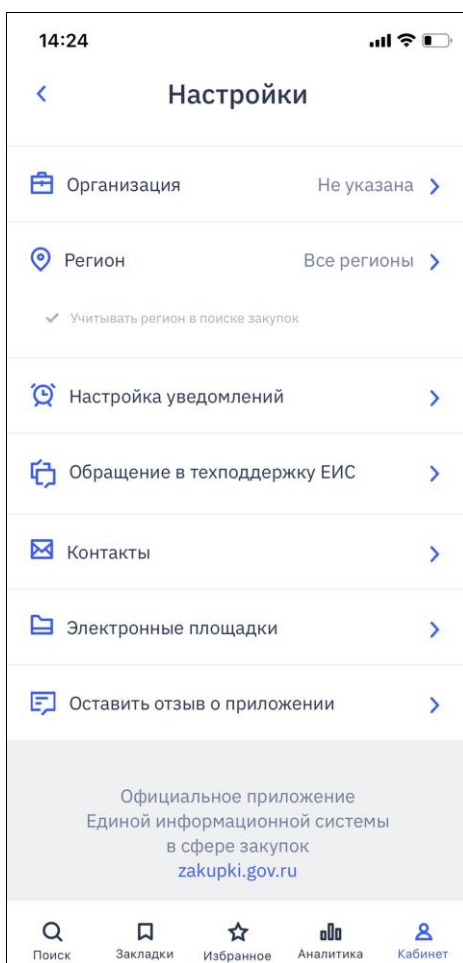 14:24
Настройки
Организация Не указана
Регион Все регионы
Учитывать регион в поиске закупок
Настройка уведомлений
Обращение в техподдержку ЕИС
Контакты
Электронные площадки
Оставить отзыв о приложении
Официальное приложение
Единой информационной системы
в сфере закупок
zakupki.gov.ru
Поиск Закладки Избранное Аналитика Кабинет